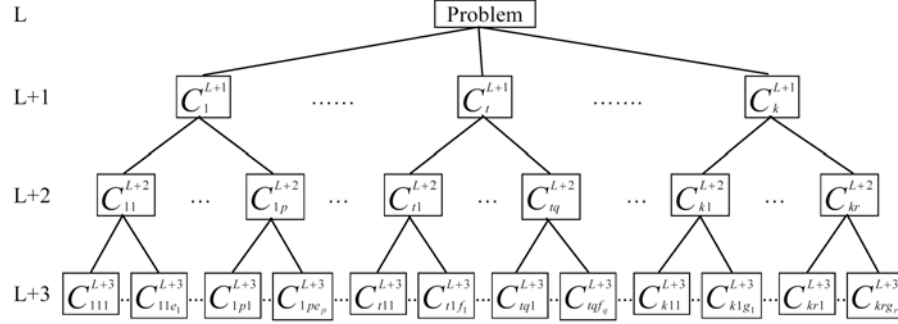 L Problem
L+1 C_1^{L+1} ...... C_t^{L+1} ....... C_k^{L+1}
L+2 C_{11}^{L+2} ... C_{1p}^{L+2} ... C_{t1}^{L+2} ... C_{tq}^{L+2} ... C_{k1}^{L+2} ... C_{kr}^{L+2}
L+3 C_{111}^{L+3} ... C_{11e_1}^{L+3} ... C_{1p1}^{L+3} ... C_{1pe_p}^{L+3} ... C_{t11}^{L+3} ... C_{t1f_1}^{L+3} ... C_{tq1}^{L+3} ... C_{tqf_q}^{L+3} ... C_{k11}^{L+3} ... C_{k1g_1}^{L+3} ... C_{kr1}^{L+3} ... C_{krg_r}^{L+3}